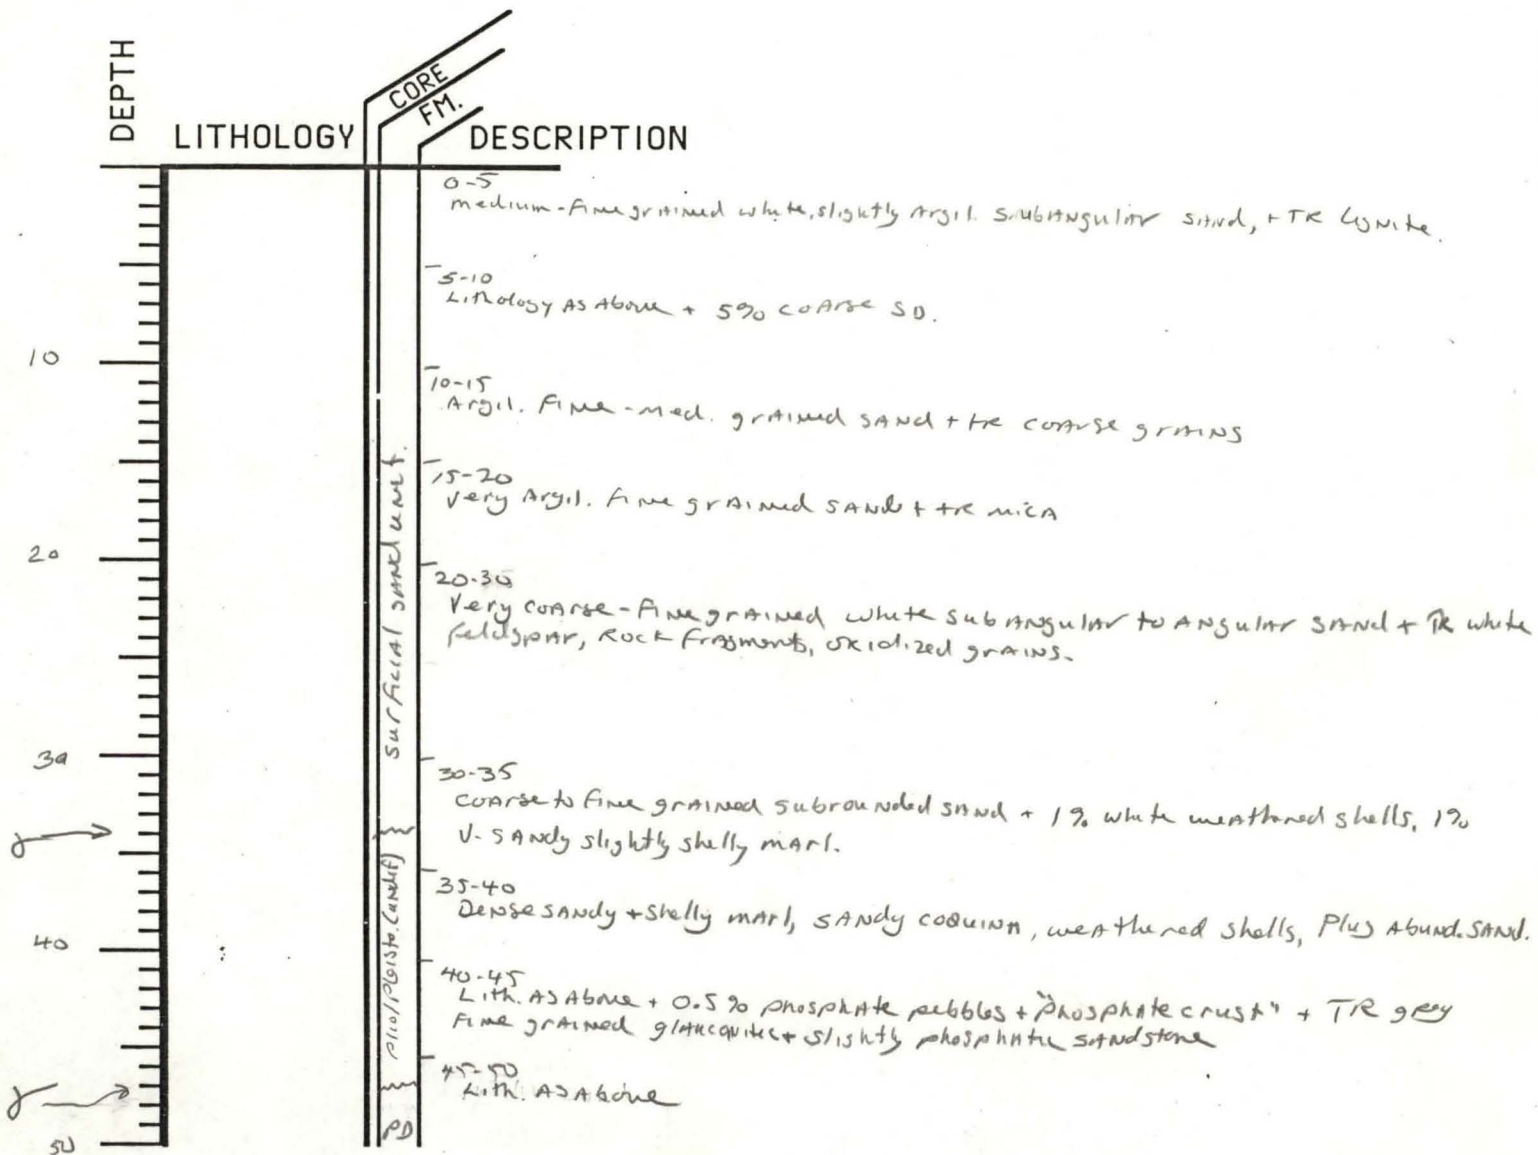 DEPTH
LITHOLOGY
CORE
FM.
DESCRIPTION
0-5
medium-fine grained white, slightly Argil. subangular sand, + TR Lignite.
5-10
Lithology As Above + 5% coarse SD.
10
10-15
Argil. Fine-med. grained sand + tr coarse grains
15-20
Very Argil. fine grained sand + tr mica
surficial sand unit.
20
20-30
Very coarse-fine grained white subangular to angular sand + TR white
feldspar, Rock fragments, oxidized grains.
30
30-35
coarse to fine grained subrounded sand + 1% white weathered shells, 1%
V. sandy slightly shelly marl.
γ
Plio/Pleisto. (undif)
35-40
Dense sandy + shelly marl, sandy coquina, weathered shells, Plus Abund. sand.
40
40-45
Lith. As Above + 0.5% phosphate pebbles + "Phosphate crust" + TR grey
Fine grained glauconitic + slightly phosphatic sandstone
45-50
Lith. As Above
γ
PD
50